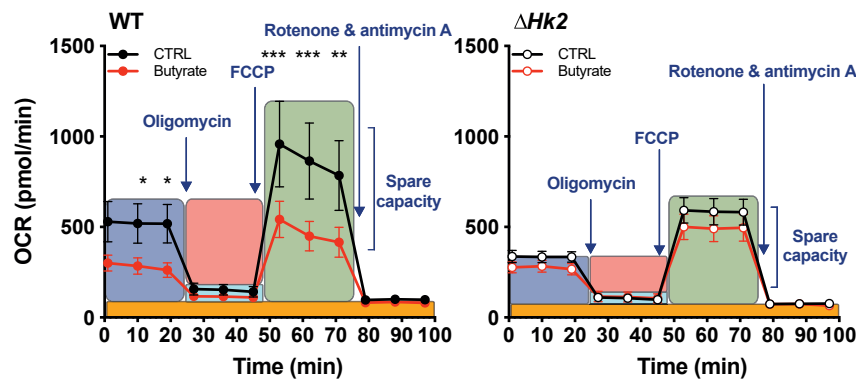 WT
Rotenone & antimycin A
1500
CTRL
Butyrate
*** *** **
FCCP
Oligomycin
1000
* *
Spare
capacity
500
0
OCR (pmol/min)
0 10 20 30 40 50 60 70 80 90 100
Time (min)
ΔHk2
1500
CTRL
Butyrate
Rotenone & antimycin A
1000
FCCP
Oligomycin
500
Spare
capacity
0
0 10 20 30 40 50 60 70 80 90 100
Time (min)